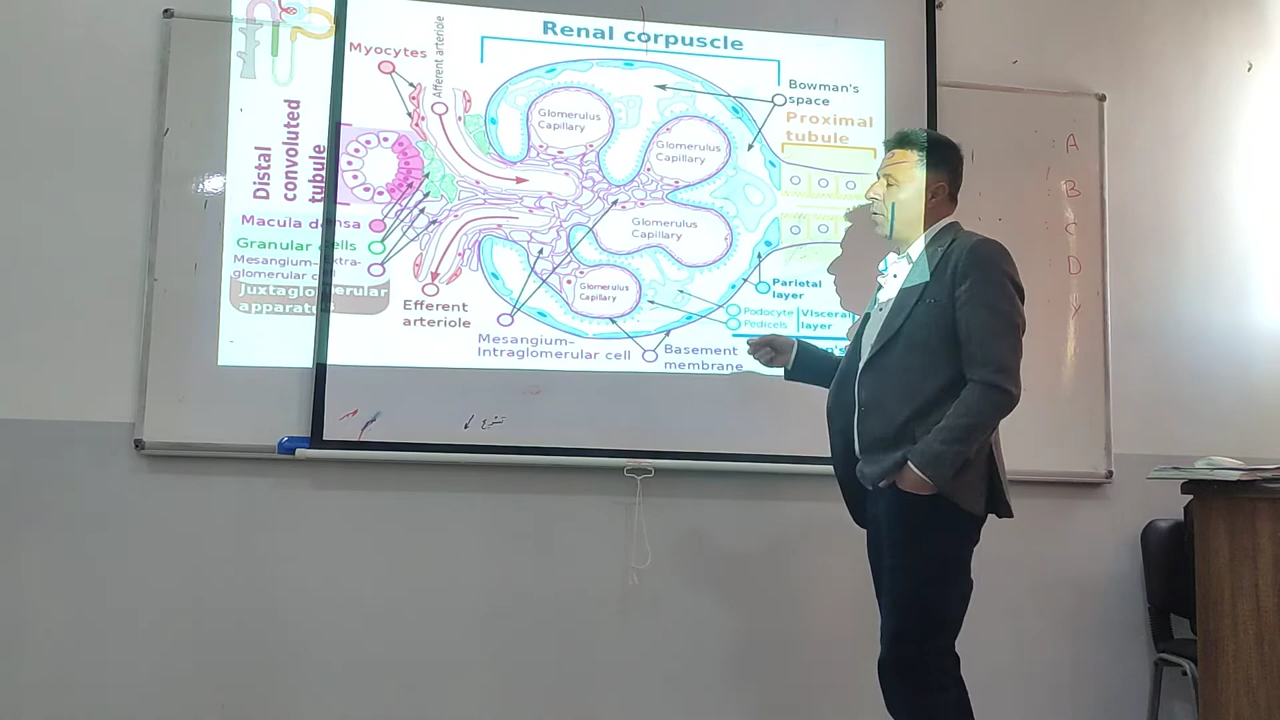 Renal corpuscle
Myocytes
Afferent arteriole
Bowman's
space
Proximal
tubule
Glomerulus
Capillary
Glomerulus
Capillary
Glomerulus
Capillary
Glomerulus
Capillary
Distal
convoluted
tubule
Macula densa
Granular cells
Mesangium-Extra-
glomerular cell
Juxtaglomerular
apparatus
Efferent
arteriole
Mesangium-
Intraglomerular cell
Basement
membrane
Parietal
layer
Podocyte
Pedicels
Visceral
layer
A
B
C
D